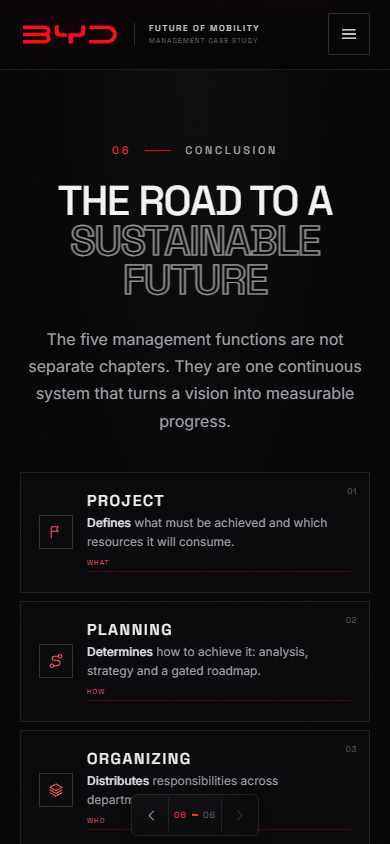 BYD
FUTURE OF MOBILITY
MANAGEMENT CASE STUDY
06 CONCLUSION
THE ROAD TO A
SUSTAINABLE
FUTURE
The five management functions are not
separate chapters. They are one continuous
system that turns a vision into measurable
progress.
01
PROJECT
Defines what must be achieved and which
resources it will consume.
WHAT
02
PLANNING
Determines how to achieve it: analysis,
strategy and a gated roadmap.
HOW
03
ORGANIZING
Distributes responsibilities across
WHO
06 06